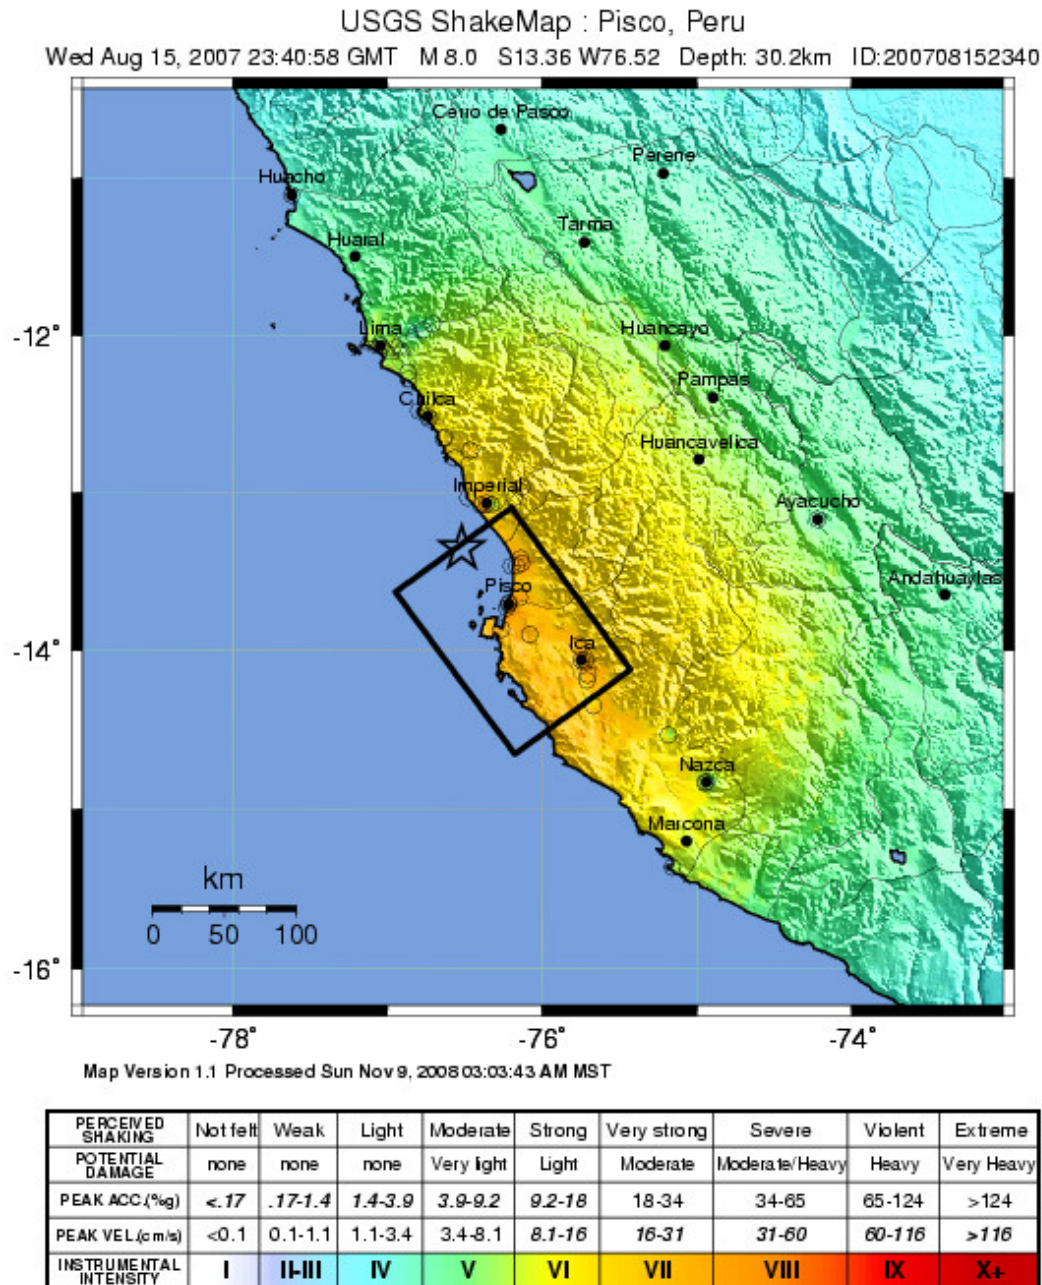 USGS ShakeMap : Pisco, Peru
Wed Aug 15, 2007 23:40:58 GMT M 8.0 S13.36 W76.52 Depth: 30.2km ID:200708152340
Cerro de Pasco
Perene
Huacho
Tarma
Huaral
-12°
Lima
Huancayo
Pampas
Chilca
Huancavelica
Imperial
Ayacucho
Pisco
Andahuaylas
-14°
Ica
Nazca
Marcona
km
0 50 100
-16°
-78° -76° -74°
Map Version 1.1 Processed Sun Nov 9, 2008 03:03:43 AM MST
PERCEIVED SHAKING Not felt Weak Light Moderate Strong Very strong Severe Violent Extreme
POTENTIAL DAMAGE none none none Very light Light Moderate Moderate/Heavy Heavy Very Heavy
PEAK ACC.(%g) <.17 .17-1.4 1.4-3.9 3.9-9.2 9.2-18 18-34 34-65 65-124 >124
PEAK VEL.(cm/s) <0.1 0.1-1.1 1.1-3.4 3.4-8.1 8.1-16 16-31 31-60 60-116 >116
INSTRUMENTAL INTENSITY I II-III IV V VI VII VIII IX X+